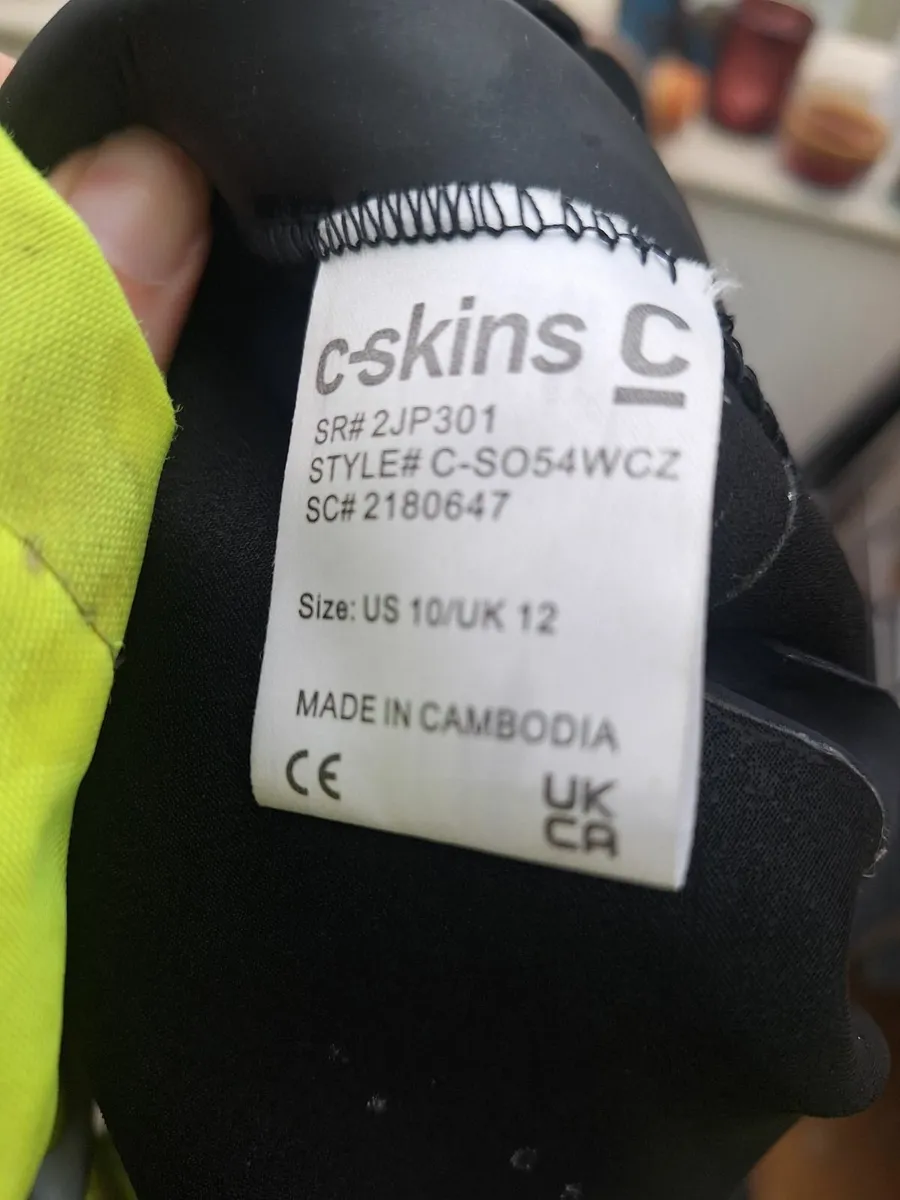 c-skins C
SR# 2JP301
STYLE# C-SO54WCZ
SC# 2180647
Size: US 10/UK 12
MADE IN CAMBODIA
CE
UK
CA